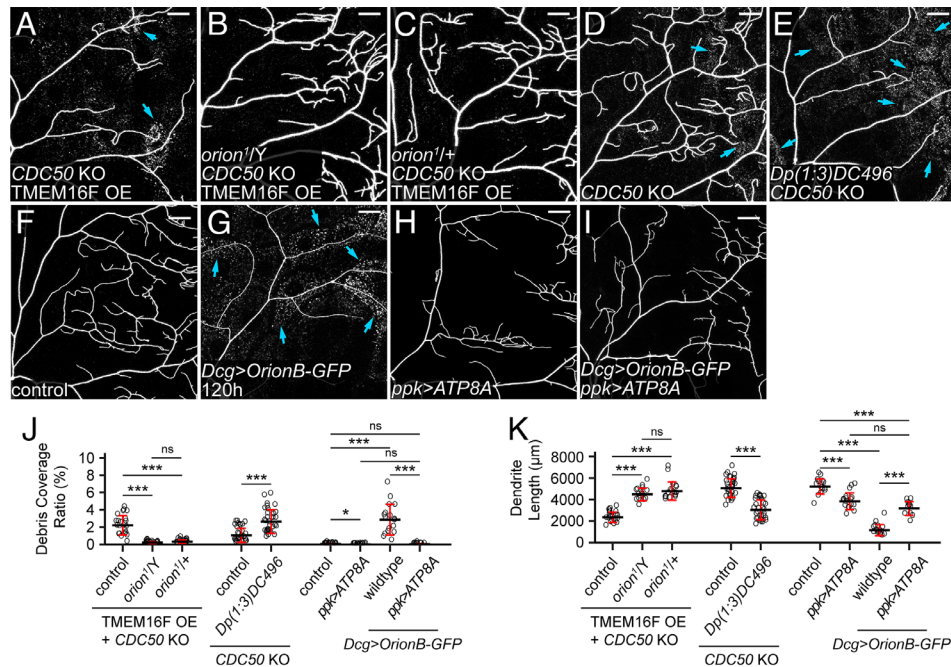 A
CDC50 KO
TMEM16F OE
B
orion¹/Y
CDC50 KO
TMEM16F OE
C
orion¹/+
CDC50 KO
TMEM16F OE
D
CDC50 KO
E
Dp(1:3)DC496
CDC50 KO
F
control
G
Dcg>OrionB-GFP
120h
H
ppk>ATP8A
I
Dcg>OrionB-GFP
ppk>ATP8A
J
Debris Coverage
Ratio (%)
10
8
6
4
2
0
ns
***
***
***
ns
***
ns
***
*
control
orion¹/Y
orion¹/+
control
Dp(1:3)DC496
control
ppk>ATP8A
wildtype
ppk>ATP8A
TMEM16F OE
+ CDC50 KO
CDC50 KO
Dcg>OrionB-GFP
K
Dendrite
Length (µm)
8000
6000
4000
2000
0
ns
***
***
***
***
ns
***
***
***
control
orion¹/Y
orion¹/+
control
Dp(1:3)DC496
control
ppk>ATP8A
wildtype
ppk>ATP8A
TMEM16F OE
+ CDC50 KO
CDC50 KO
Dcg>OrionB-GFP